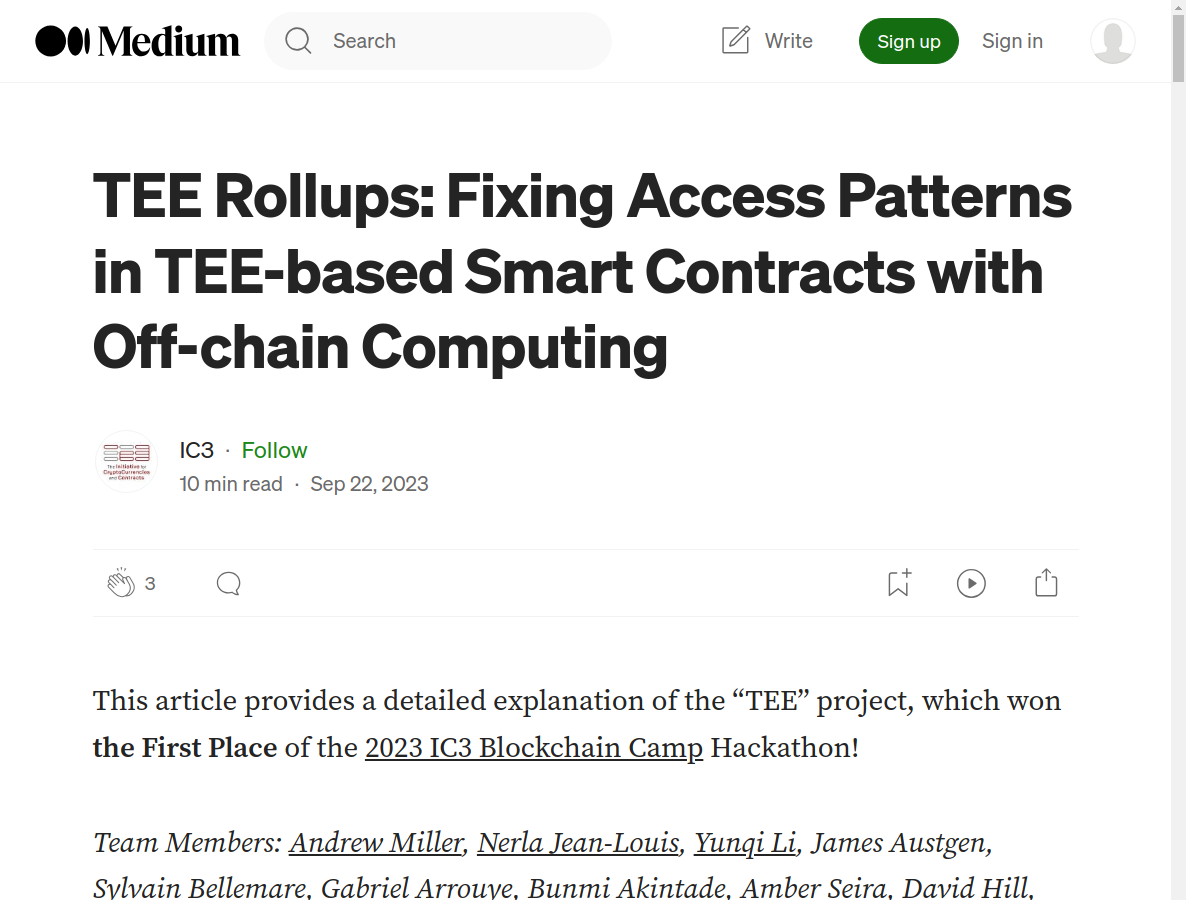 Medium
Search
Write
Sign up
Sign in
TEE Rollups: Fixing Access Patterns
in TEE-based Smart Contracts with
Off-chain Computing
The Initiative for
CryptoCurrencies
and Contracts
IC3 · Follow
10 min read · Sep 22, 2023
3
This article provides a detailed explanation of the “TEE” project, which won
the First Place of the 2023 IC3 Blockchain Camp Hackathon!
Team Members: Andrew Miller, Nerla Jean-Louis, Yunqi Li, James Austgen,
Sylvain Bellemare, Gabriel Arrouye, Bunmi Akintade, Amber Seira, David Hill,